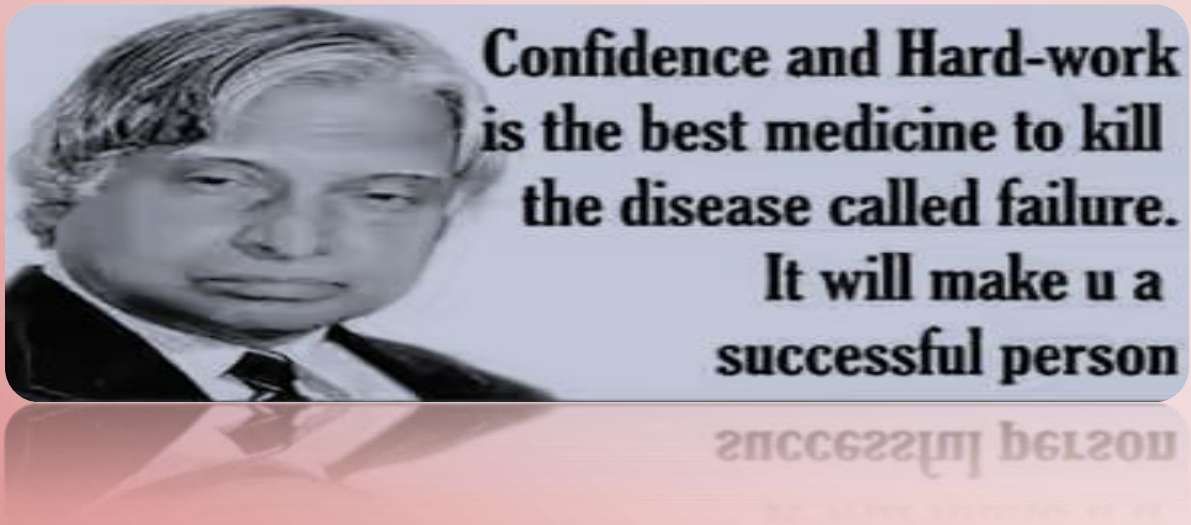 Confidence and Hard-work
is the best medicine to kill
the disease called failure.
It will make u a
successful person